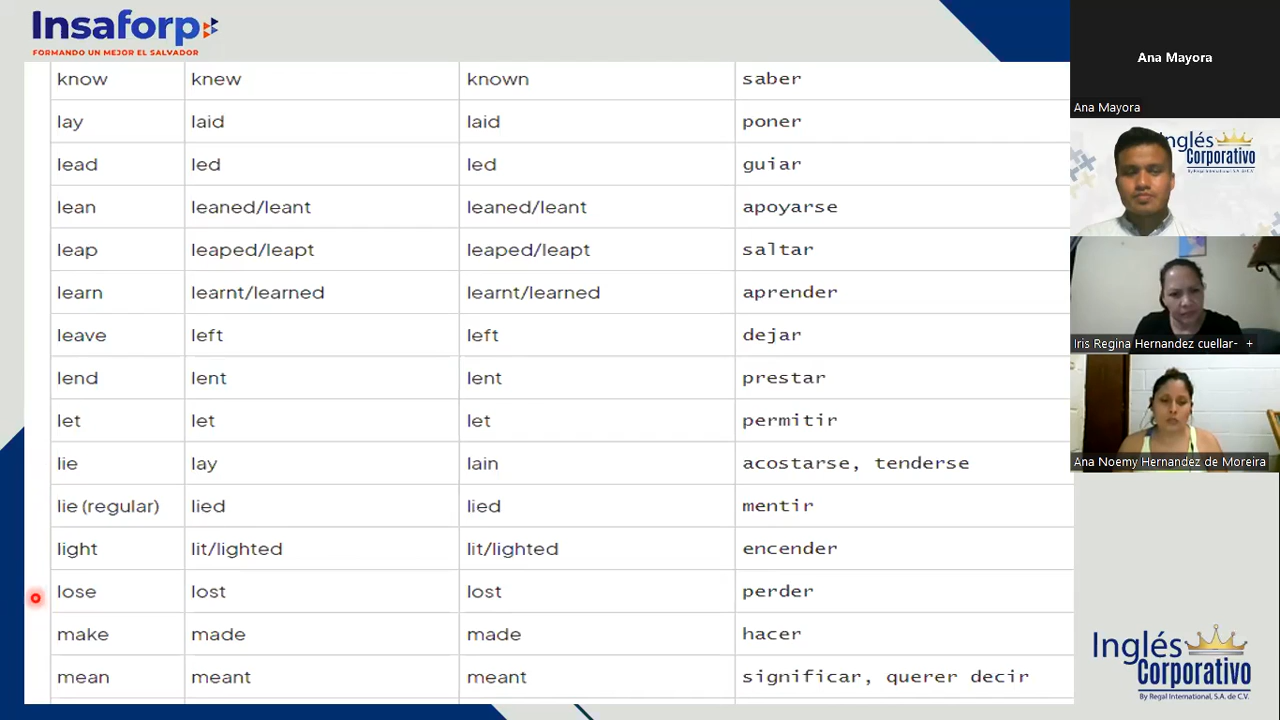 Insaforp
FORMANDO UN MEJOR EL SALVADOR
know knew known saber
lay laid laid poner
lead led led guiar
lean leaned/leant leaned/leant apoyarse
leap leaped/leapt leaped/leapt saltar
learn learnt/learned learnt/learned aprender
leave left left dejar
lend lent lent prestar
let let let permitir
lie lay lain acostarse, tenderse
lie (regular) lied lied mentir
light lit/lighted lit/lighted encender
lose lost lost perder
make made made hacer
mean meant meant significar, querer decir
Ana Mayora
Ana Mayora
Inglés
Corporativo
By Regal International, S.A. de C.V.
Iris Regina Hernandez cuellar- +
Ana Noemy Hernandez de Moreira
Inglés
Corporativo
By Regal International, S.A. de C.V.